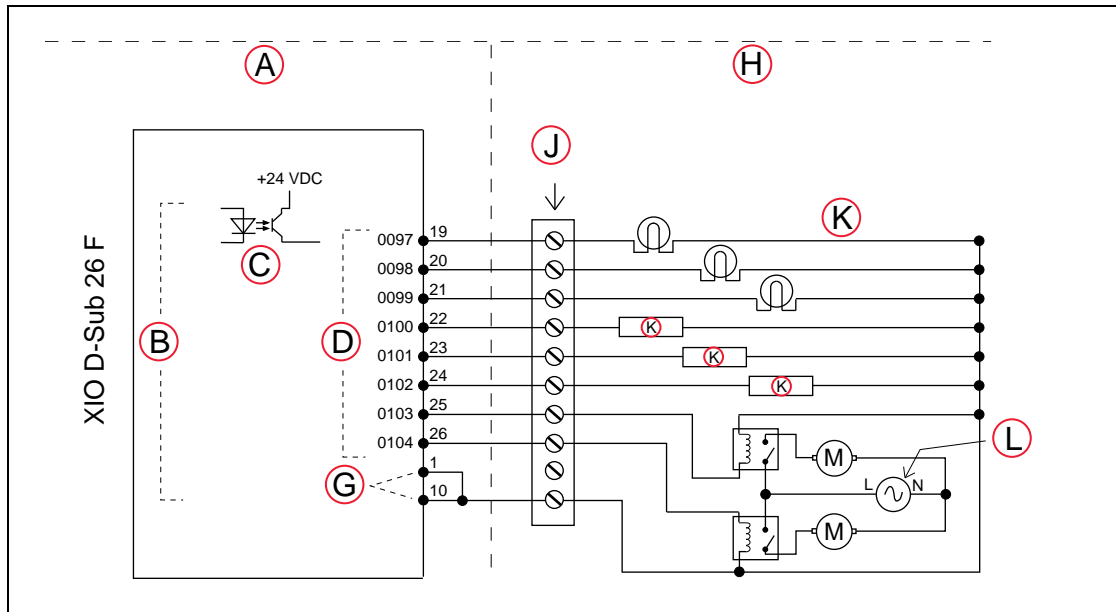 A
H
J
XIO D-Sub 26 F
+24 VDC
C
B
D
G
K
0097 19
0098 20
0099 21
0100 22
K
0101 23
K
0102 24
K
0103 25
0104 26
1
10
M
L
L N
M